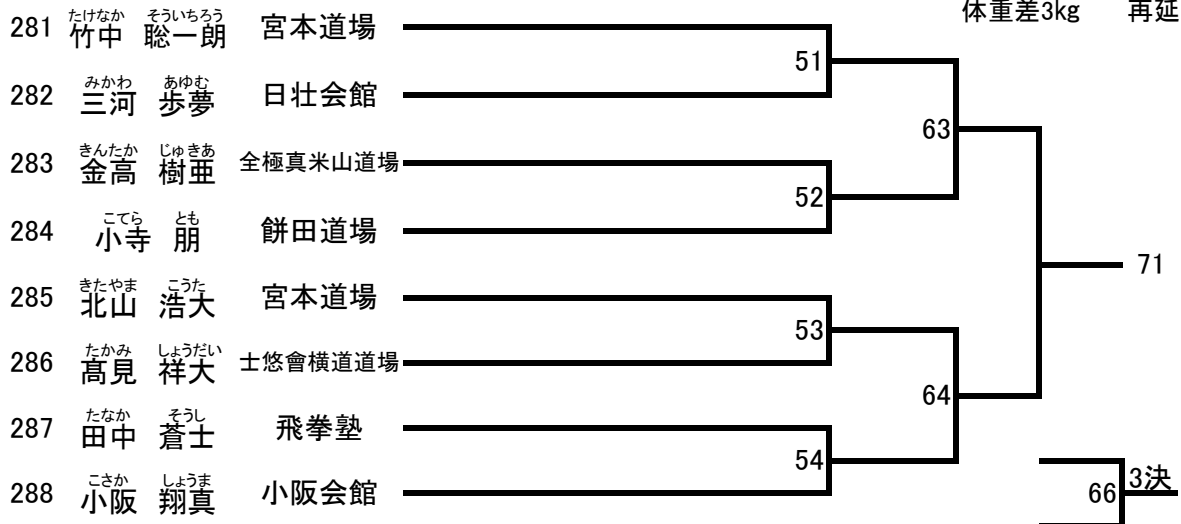 体重差3kg 再延
たけなか そういちろう
281 竹中 聡一朗 宮本道場
51
みかわ あゆむ
282 三河 歩夢 日壮会館
63
きんたか じゅきあ
283 金高 樹亜 全極真米山道場
52
こてら とも
284 小寺 朋 餅田道場
71
きたやま こうた
285 北山 浩大 宮本道場
53
たかみ しょうだい
286 髙見 祥大 士悠會横道道場
64
たなか そうし
287 田中 蒼士 飛拳塾
54
こさか しょうま
288 小阪 翔真 小阪会館
66 3決